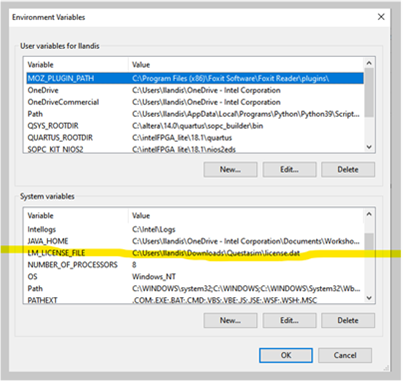 Environment Variables
User variables for llandis
Variable Value
MOZ_PLUGIN_PATH C:\Program Files (x86)\Foxit Software\Foxit Reader\plugins\
OneDrive C:\Users\llandis\OneDrive - Intel Corporation
OneDriveCommercial C:\Users\llandis\OneDrive - Intel Corporation
Path C:\Users\llandis\AppData\Local\Programs\Python\Python39\Script...
QSYS_ROOTDIR C:\altera\14.0\quartus\sopc_builder\bin
QUARTUS_ROOTDIR C:\intelFPGA_lite\18.1\quartus
SOPC_KIT_NIOS2 C:\intelFPGA_lite\18.1\nios2eds
New... Edit... Delete
System variables
Variable Value
Intellogs C:\Intel\Logs
JAVA_HOME C:\Users\llandis\OneDrive - Intel Corporation\Documents\Worksho...
LM_LICENSE_FILE C:\Users\llandis\Downloads\Questasim\license.dat
NUMBER_OF_PROCESSORS 8
OS Windows_NT
Path C:\WINDOWS\system32;C:\WINDOWS;C:\WINDOWS\System32\Wb...
PATHEXT .COM;.EXE;.BAT;.CMD;.VBS;.VBE;.JS;.JSE;.WSF;.WSH;.MSC
New... Edit... Delete
OK Cancel